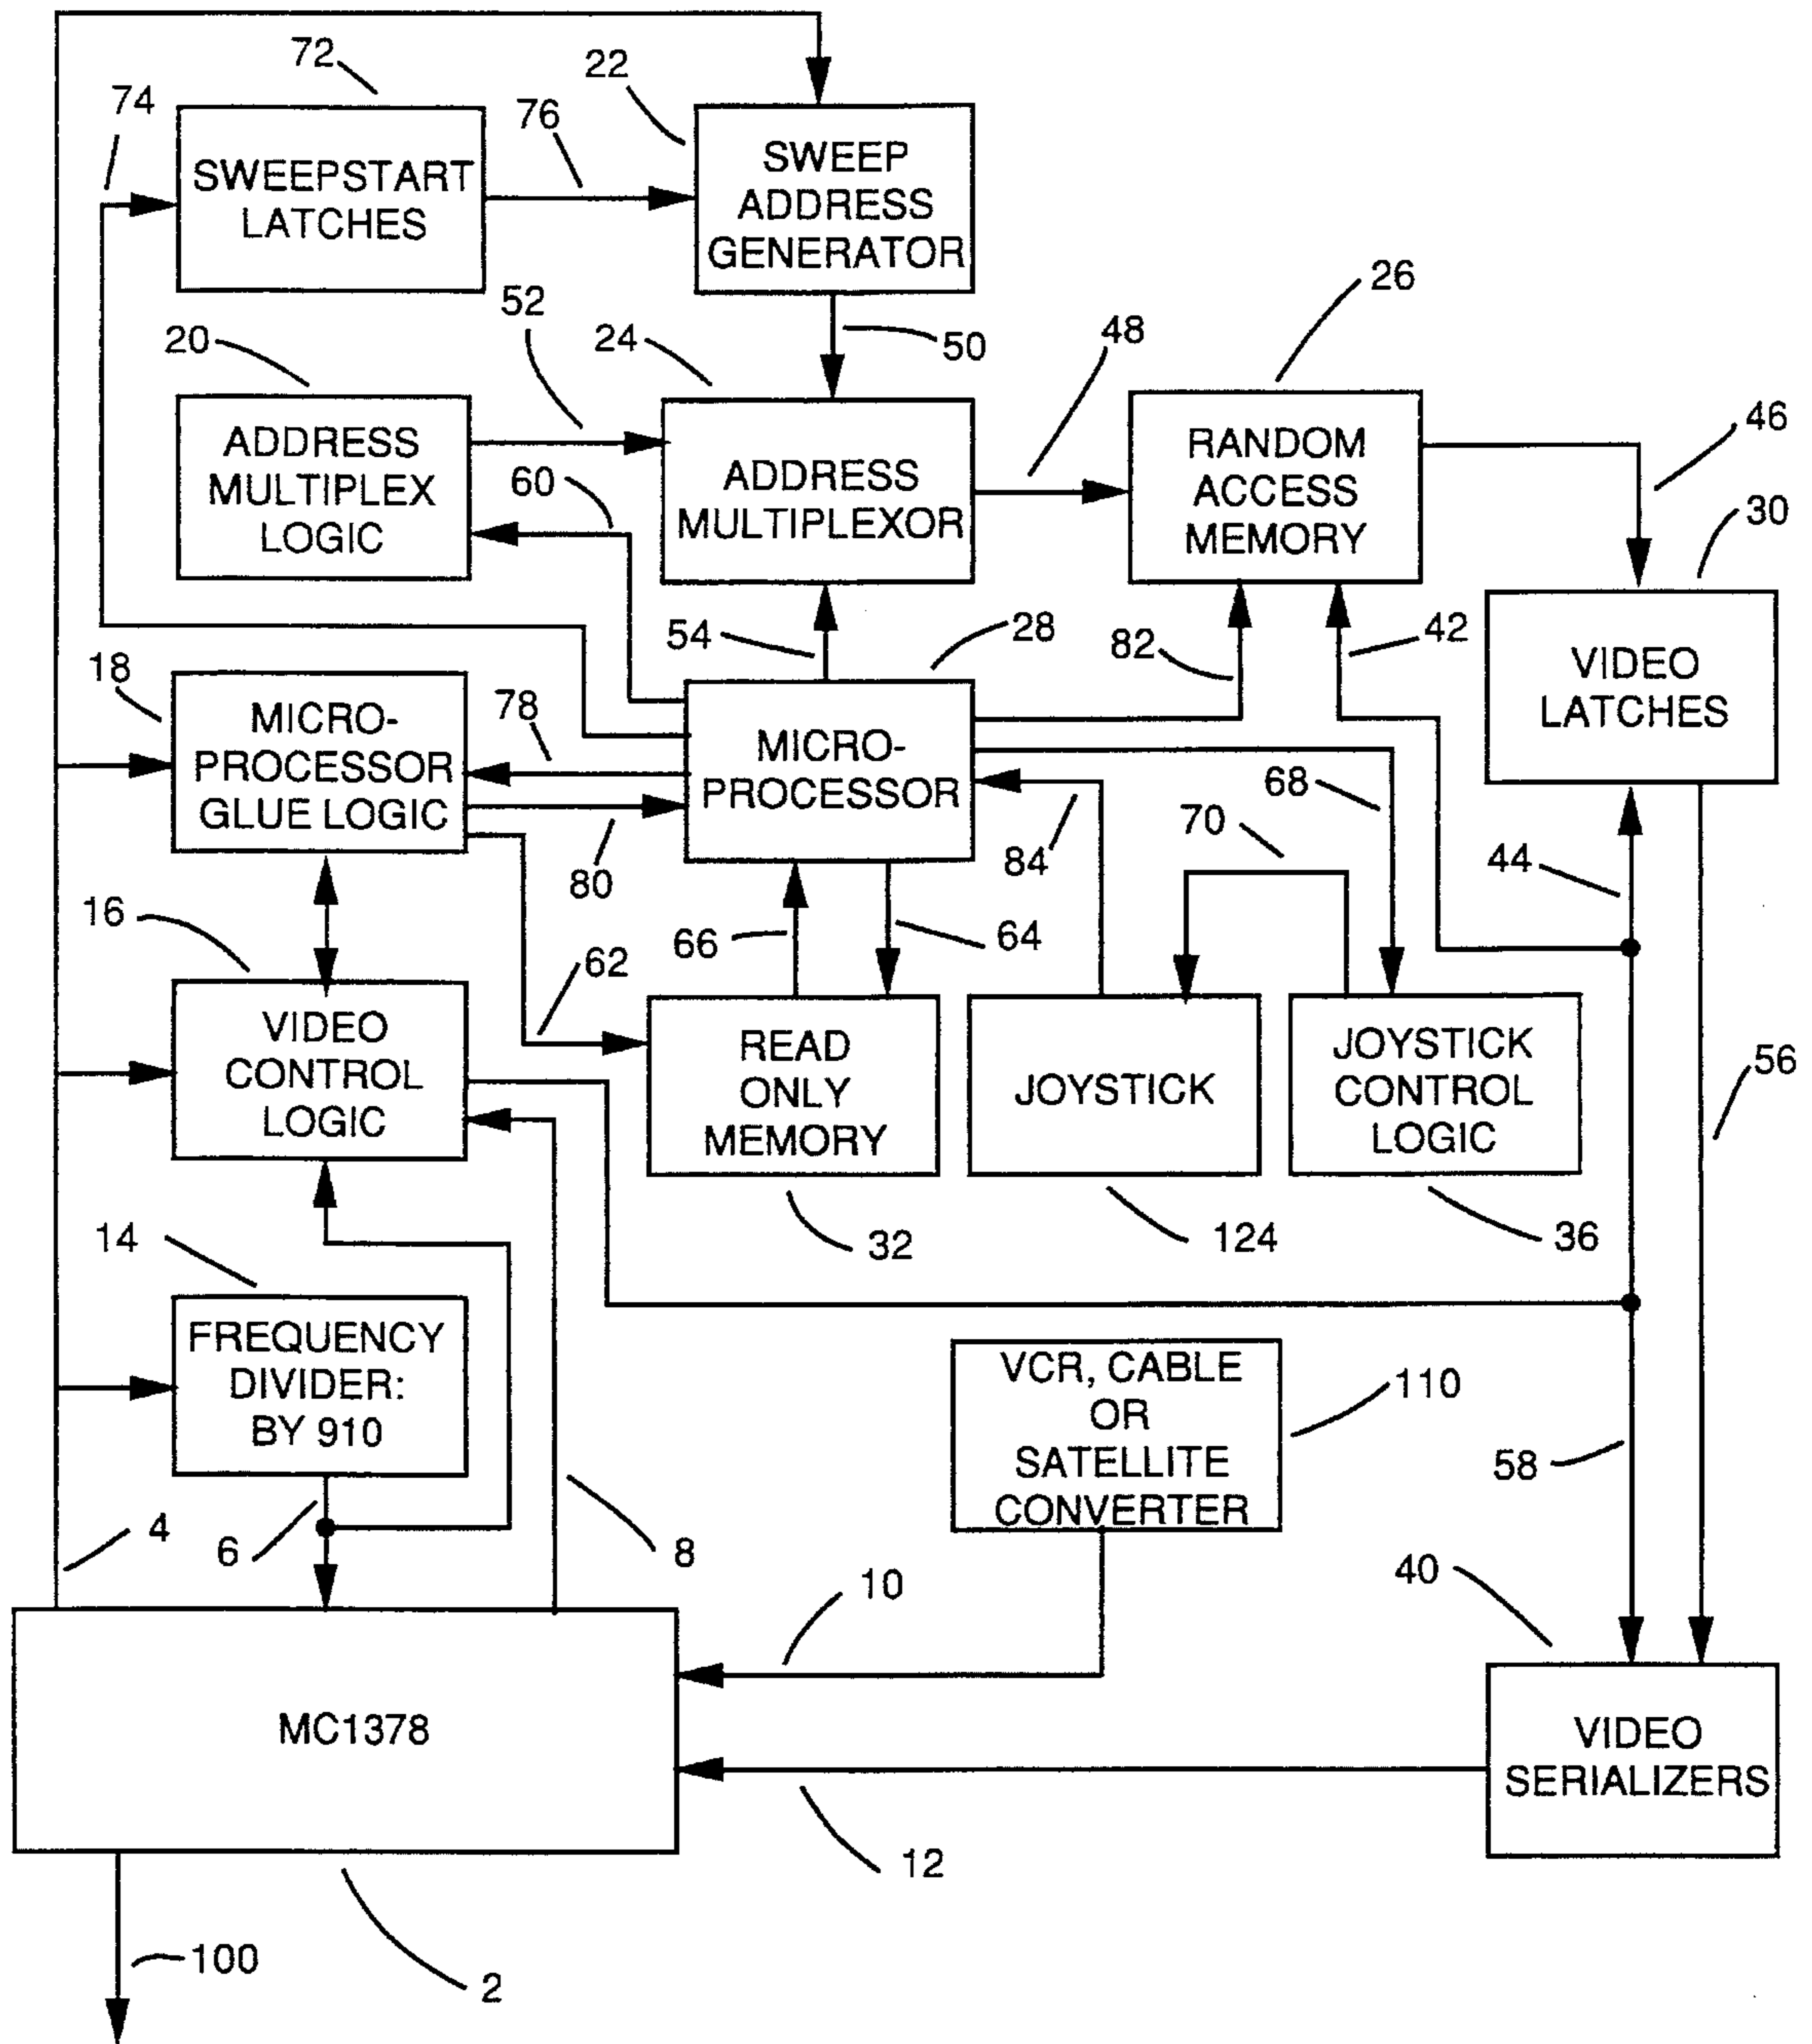 72
22
74
76
SWEEPSTART
LATCHES
SWEEP
ADDRESS
GENERATOR
26
52
20
24
50
48
46
ADDRESS
MULTIPLEX
LOGIC
60
ADDRESS
MULTIPLEXOR
RANDOM
ACCESS
MEMORY
30
54
28
82
42
18
VIDEO
LATCHES
MICRO-
PROCESSOR
GLUE LOGIC
78
MICRO-
PROCESSOR
68
70
80
84
44
16
66
64
62
VIDEO
CONTROL
LOGIC
READ
ONLY
MEMORY
JOYSTICK
JOYSTICK
CONTROL
LOGIC
56
14
32
124
36
FREQUENCY
DIVIDER:
BY 910
VCR, CABLE
OR
SATELLITE
CONVERTER
110
58
4
6
8
10
40
MC1378
VIDEO
SERIALIZERS
12
100
2